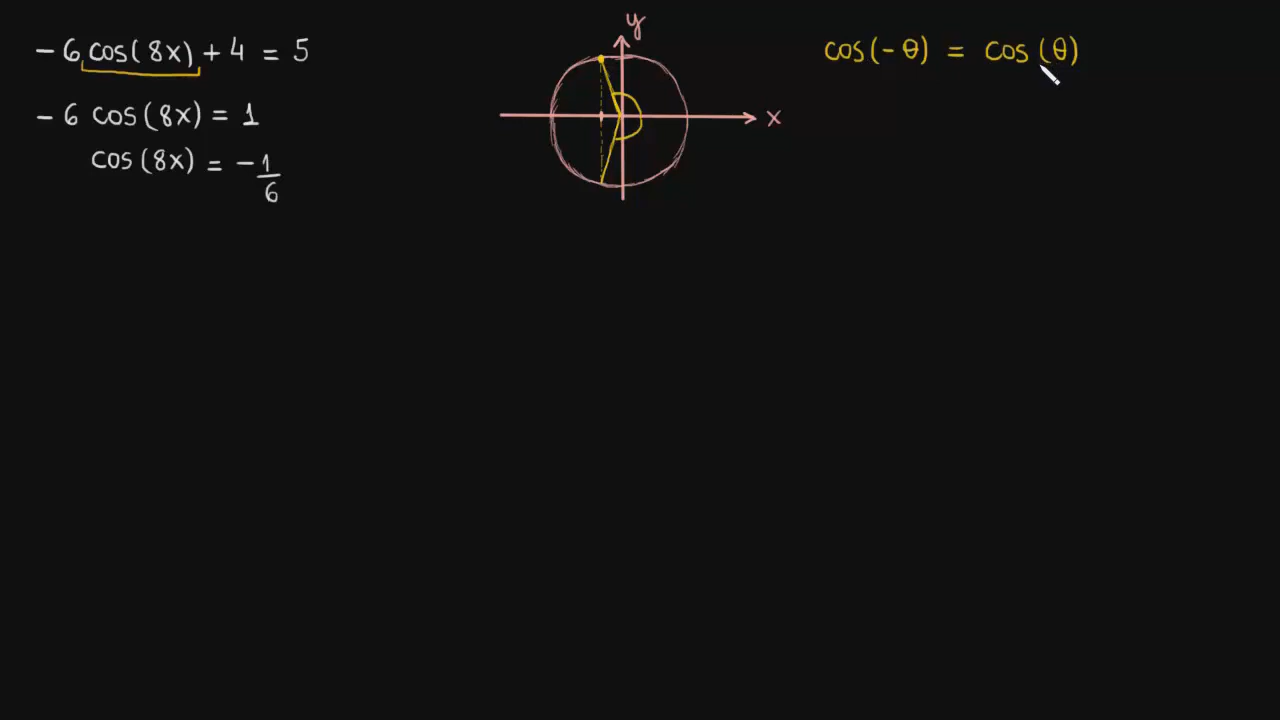 -6 cos(8x) + 4 = 5
-6 cos(8x) = 1
cos(8x) = -1/6
y
x
cos(-θ) = cos(θ)